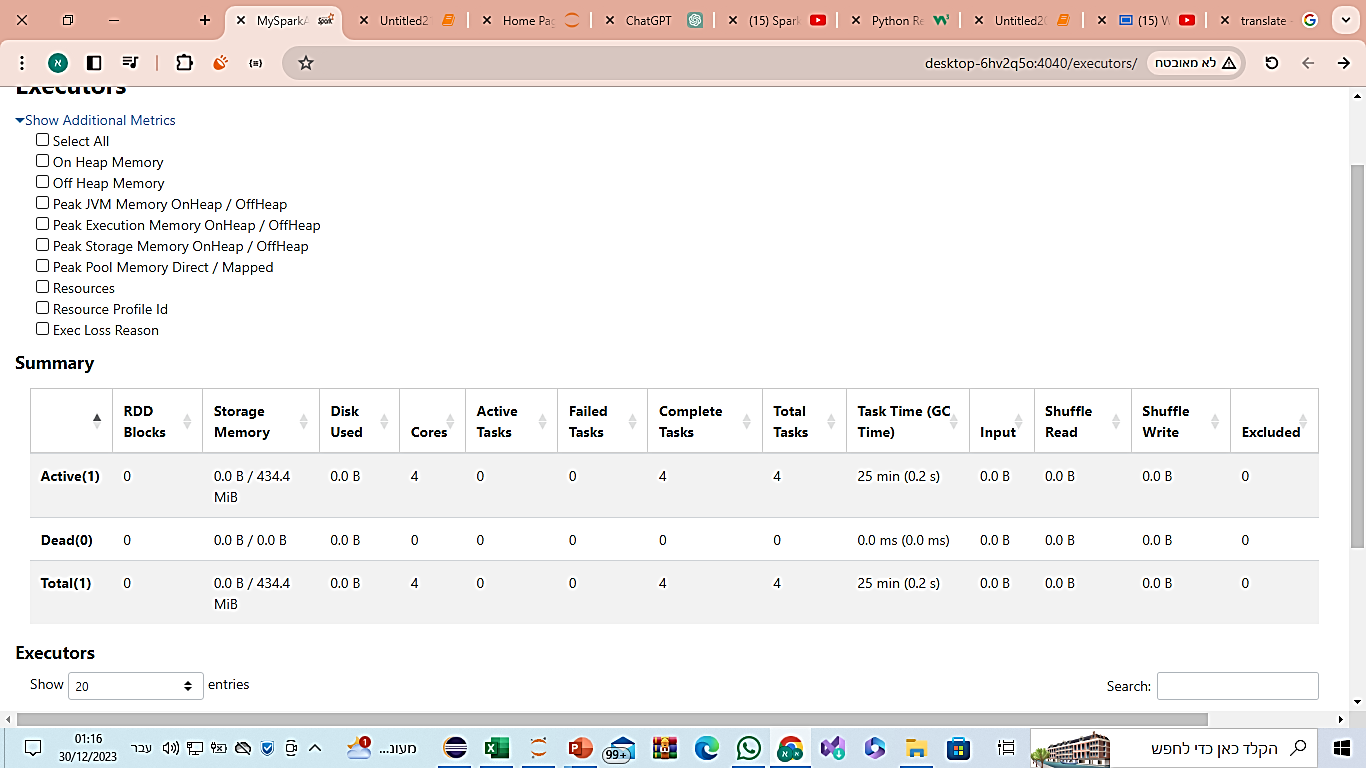 MySparkA
Untitled2
Home Pag
ChatGPT
(15) Spark
Python Re
Untitled2
(15) W
translate -
desktop-6hv2q5o:4040/executors/
לא מאובטח
Executors
Show Additional Metrics
Select All
On Heap Memory
Off Heap Memory
Peak JVM Memory OnHeap / OffHeap
Peak Execution Memory OnHeap / OffHeap
Peak Storage Memory OnHeap / OffHeap
Peak Pool Memory Direct / Mapped
Resources
Resource Profile Id
Exec Loss Reason
Summary
RDD Blocks Storage Memory Disk Used Cores Active Tasks Failed Tasks Complete Tasks Total Tasks Task Time (GC Time) Input Shuffle Read Shuffle Write Excluded
Active(1) 0 0.0 B / 434.4 MiB 0.0 B 4 0 0 4 4 25 min (0.2 s) 0.0 B 0.0 B 0.0 B 0
Dead(0) 0 0.0 B / 0.0 B 0.0 B 0 0 0 0 0 0.0 ms (0.0 ms) 0.0 B 0.0 B 0.0 B 0
Total(1) 0 0.0 B / 434.4 MiB 0.0 B 4 0 0 4 4 25 min (0.2 s) 0.0 B 0.0 B 0.0 B 0
Executors
Show 20 entries
Search:
01:16
30/12/2023
עבר
מעונ...
99+
הקלד כאן כדי לחפש